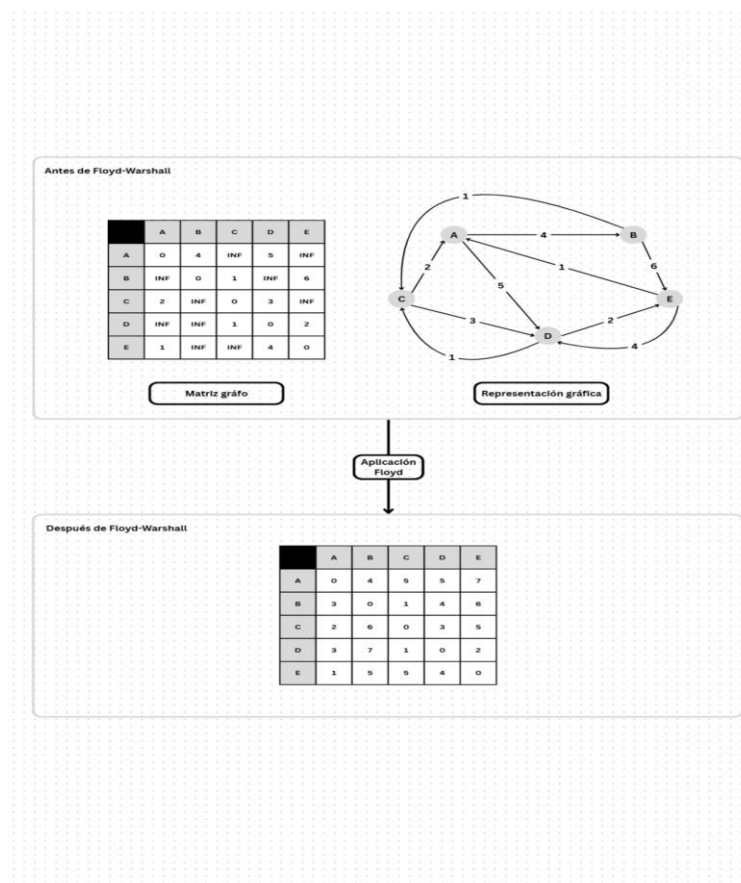 Antes de Floyd-Warshall
A B C D E
A 0 4 INF 5 INF
B INF 0 1 INF 6
C 2 INF 0 3 INF
D INF INF 1 0 2
E 1 INF INF 4 0
Matriz gráfo
1
A 4 B
2 5 1 6
C E
3 D 2
1 4
Representación gráfica
Aplicación
Floyd
Después de Floyd-Warshall
A B C D E
A 0 4 5 5 7
B 3 0 1 4 6
C 2 6 0 3 5
D 3 7 1 0 2
E 1 5 5 4 0